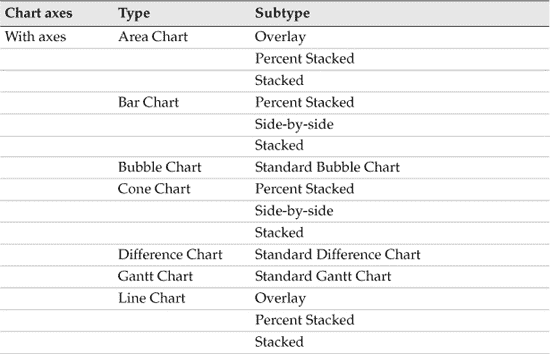 Chart axes Type Subtype
With axes Area Chart Overlay
Percent Stacked
Stacked
Bar Chart Percent Stacked
Side-by-side
Stacked
Bubble Chart Standard Bubble Chart
Cone Chart Percent Stacked
Side-by-side
Stacked
Difference Chart Standard Difference Chart
Gantt Chart Standard Gantt Chart
Line Chart Overlay
Percent Stacked
Stacked